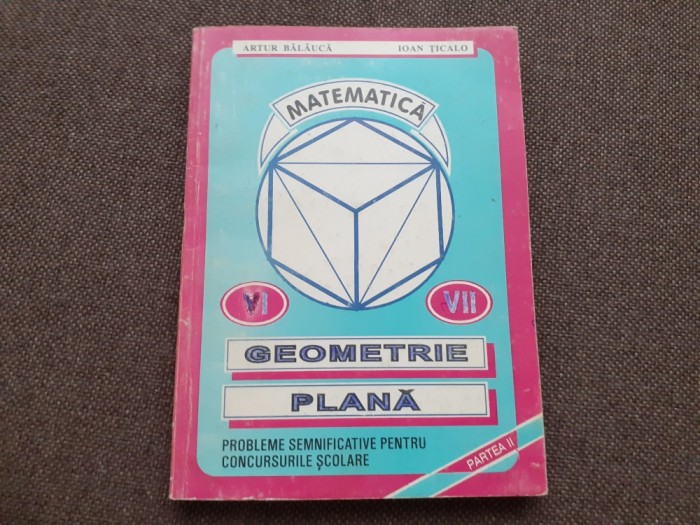 ARTUR BĂLĂUCĂ IOAN ȚICALO
MATEMATICĂ
VI VII
GEOMETRIE
PLANĂ
PROBLEME SEMNIFICATIVE PENTRU
CONCURSURILE ȘCOLARE
PARTEA II